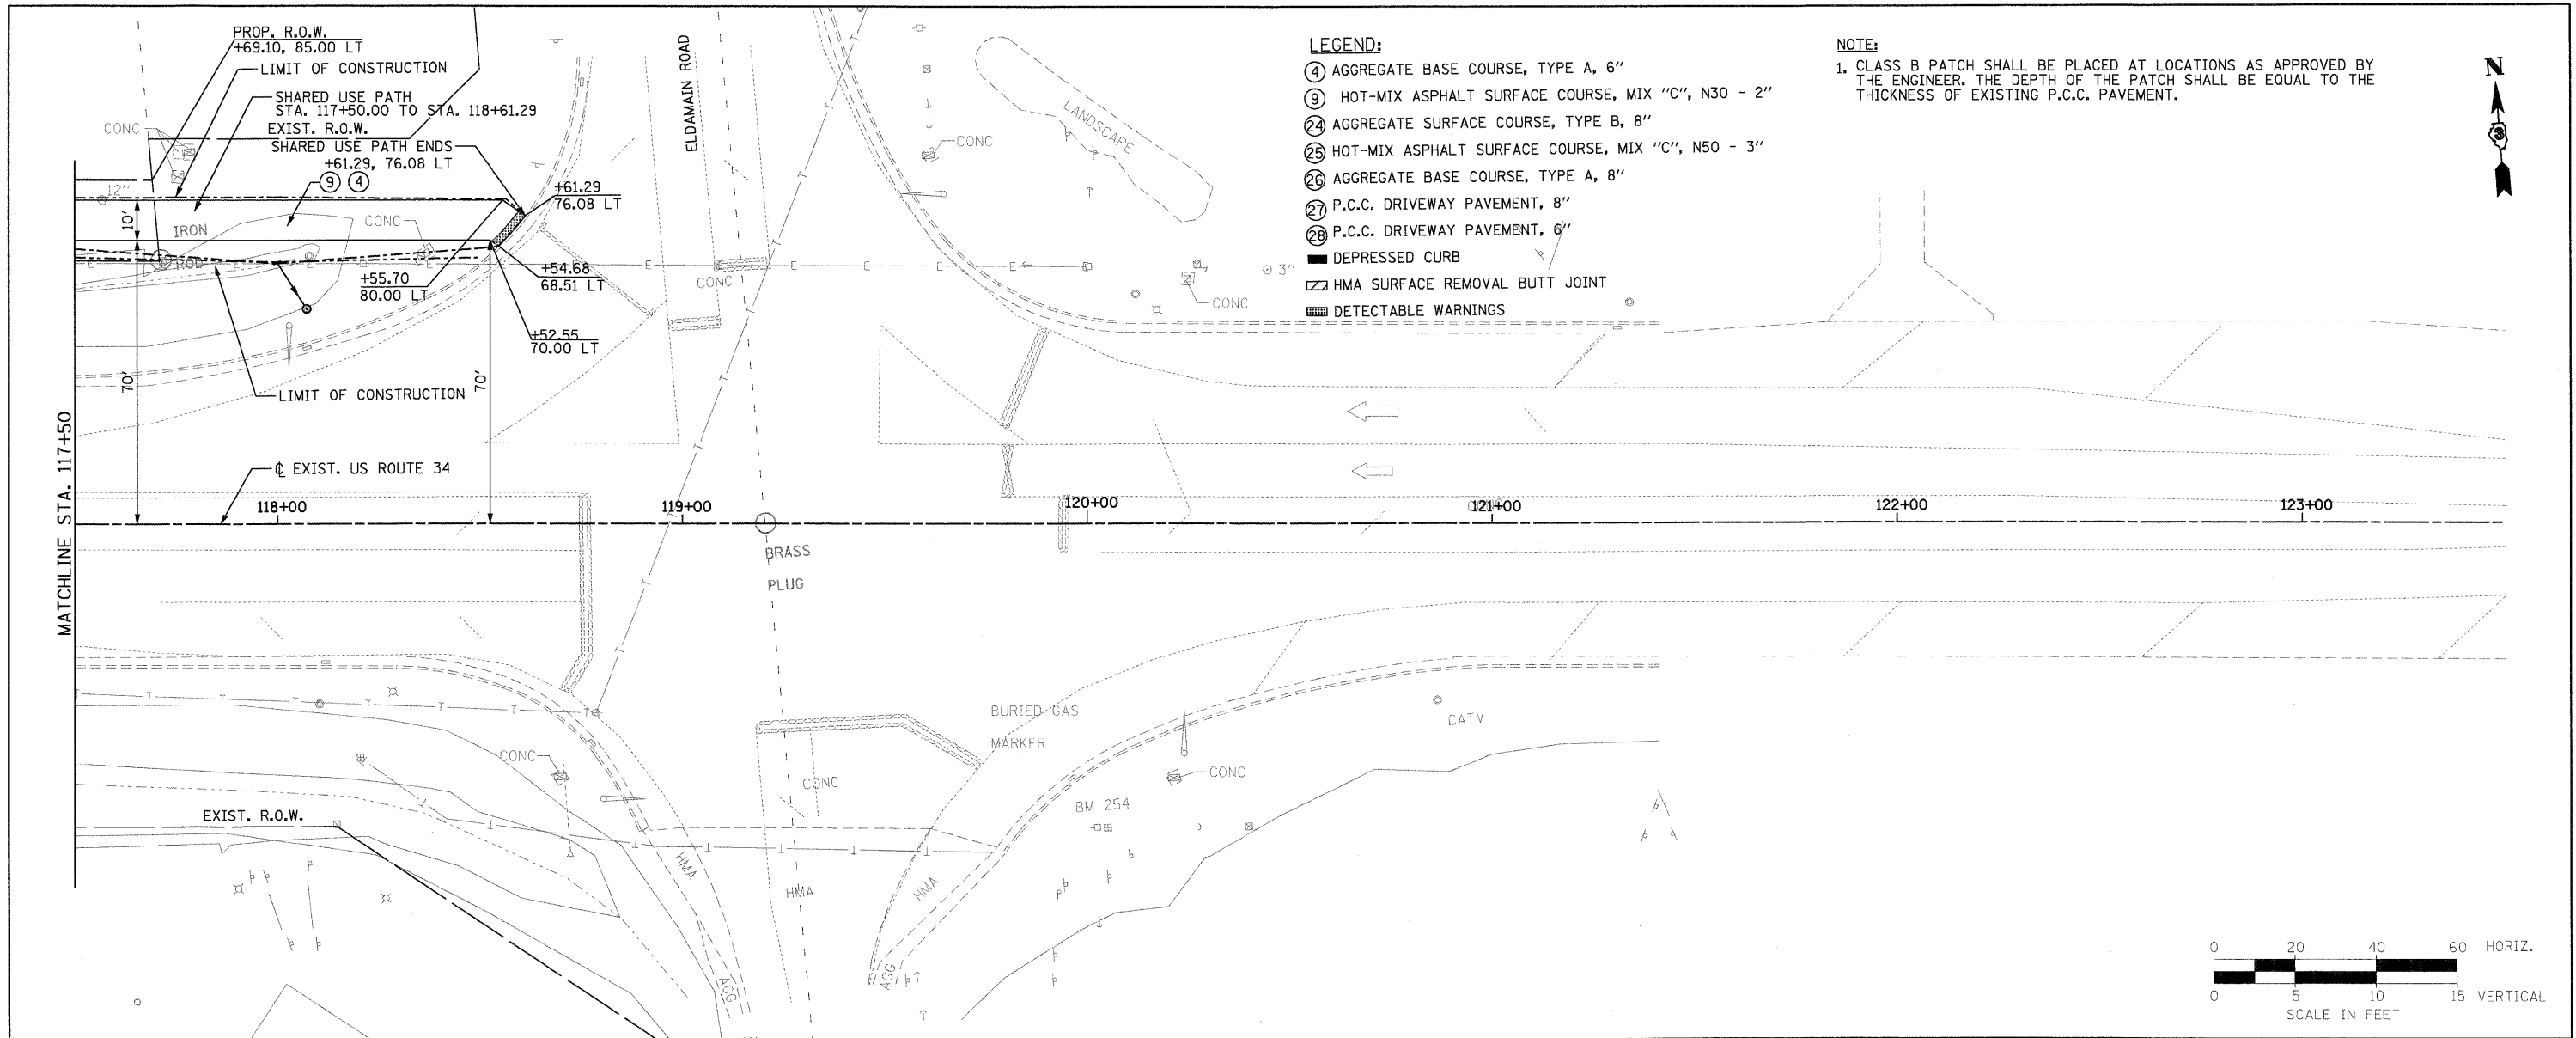 PROP. R.O.W.
+69.10, 85.00 LT
LIMIT OF CONSTRUCTION
SHARED USE PATH
STA. 117+50.00 TO STA. 118+61.29
EXIST. R.O.W.
SHARED USE PATH ENDS
+61.29, 76.08 LT
9 4
CONC
12"
10'
IRON
ROD
CONC
+61.29
76.08 LT
+55.70
80.00 LT
+54.68
68.51 LT
+52.55
70.00 LT
70'
70'
LIMIT OF CONSTRUCTION
MATCHLINE STA. 117+50
℄ EXIST. US ROUTE 34
ELDAMAIN ROAD
CONC
E E E E E E E E E E
CONC
LANDSCAPE
3"
CONC
LEGEND:
4 AGGREGATE BASE COURSE, TYPE A, 6"
9 HOT-MIX ASPHALT SURFACE COURSE, MIX "C", N30 - 2"
24 AGGREGATE SURFACE COURSE, TYPE B, 8"
25 HOT-MIX ASPHALT SURFACE COURSE, MIX "C", N50 - 3"
26 AGGREGATE BASE COURSE, TYPE A, 8"
27 P.C.C. DRIVEWAY PAVEMENT, 8"
28 P.C.C. DRIVEWAY PAVEMENT, 6"
DEPRESSED CURB
HMA SURFACE REMOVAL BUTT JOINT
DETECTABLE WARNINGS
NOTE:
1. CLASS B PATCH SHALL BE PLACED AT LOCATIONS AS APPROVED BY
THE ENGINEER. THE DEPTH OF THE PATCH SHALL BE EQUAL TO THE
THICKNESS OF EXISTING P.C.C. PAVEMENT.
N
3
118+00
119+00
120+00
121+00
122+00
123+00
BRASS
PLUG
BURIED GAS
MARKER
CATV
CONC
CONC
CONC
BM 254
EXIST. R.O.W.
HMA
HMA
HMA
AGG
AGG
0 20 40 60 HORIZ.
0 5 10 15 VERTICAL
SCALE IN FEET